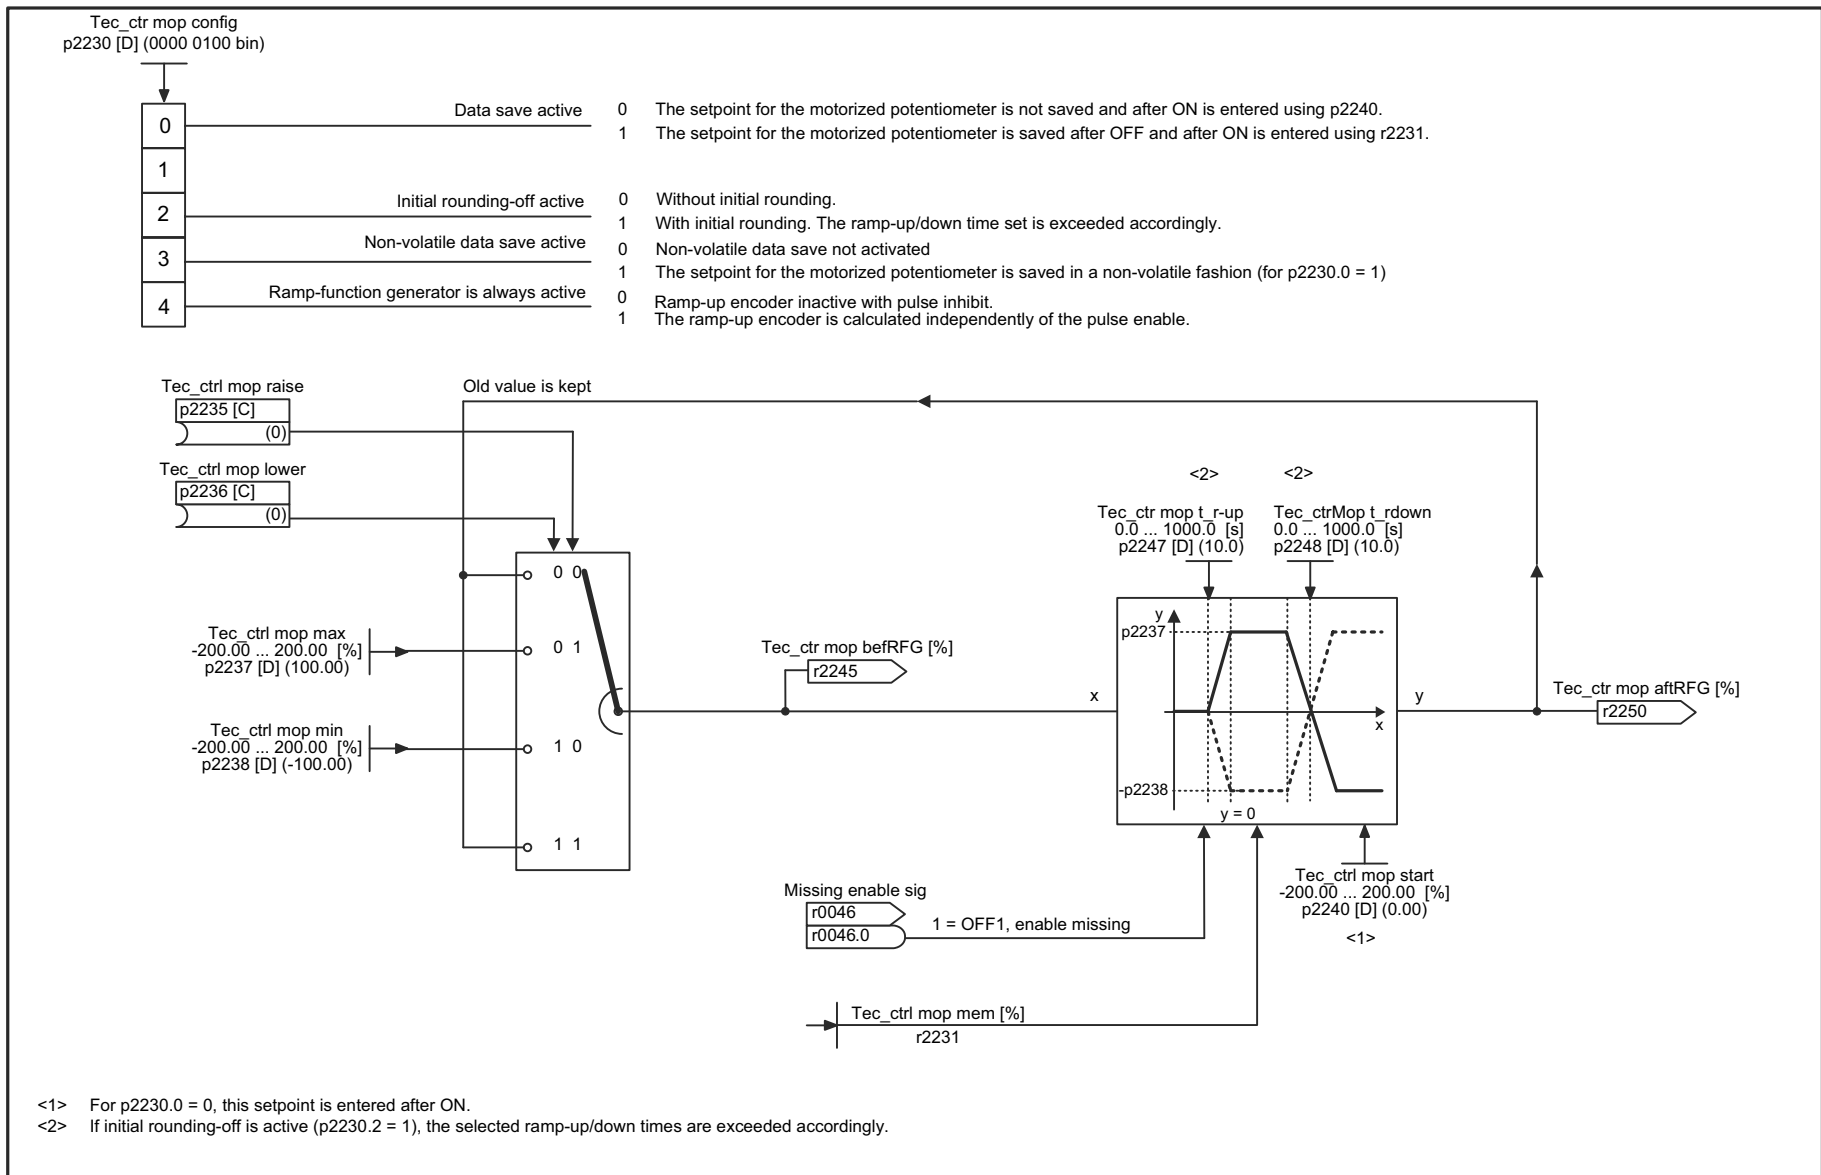 Tec_ctr mop config
p2230 [D] (0000 0100 bin)
0
Data save active
0 The setpoint for the motorized potentiometer is not saved and after ON is entered using p2240.
1 The setpoint for the motorized potentiometer is saved after OFF and after ON is entered using r2231.
1
2
Initial rounding-off active
0 Without initial rounding.
1 With initial rounding. The ramp-up/down time set is exceeded accordingly.
3
Non-volatile data save active
0 Non-volatile data save not activated
1 The setpoint for the motorized potentiometer is saved in a non-volatile fashion (for p2230.0 = 1)
4
Ramp-function generator is always active
0 Ramp-up encoder inactive with pulse inhibit.
1 The ramp-up encoder is calculated independently of the pulse enable.
Tec_ctrl mop raise
p2235 [C]
(0)
Old value is kept
Tec_ctrl mop lower
p2236 [C]
(0)
<2> <2>
Tec_ctr mop t_r-up
0.0 ... 1000.0 [s]
p2247 [D] (10.0)
Tec_ctrMop t_rdown
0.0 ... 1000.0 [s]
p2248 [D] (10.0)
0 0
0 1
1 0
1 1
Tec_ctrl mop max
-200.00 ... 200.00 [%]
p2237 [D] (100.00)
Tec_ctrl mop min
-200.00 ... 200.00 [%]
p2238 [D] (-100.00)
Tec_ctr mop befRFG [%]
r2245
x
y
p2237
x
-p2238
y = 0
y
Tec_ctr mop aftRFG [%]
r2250
Missing enable sig
r0046
r0046.0
1 = OFF1, enable missing
Tec_ctrl mop start
-200.00 ... 200.00 [%]
p2240 [D] (0.00)
<1>
Tec_ctrl mop mem [%]
r2231
<1> For p2230.0 = 0, this setpoint is entered after ON.
<2> If initial rounding-off is active (p2230.2 = 1), the selected ramp-up/down times are exceeded accordingly.